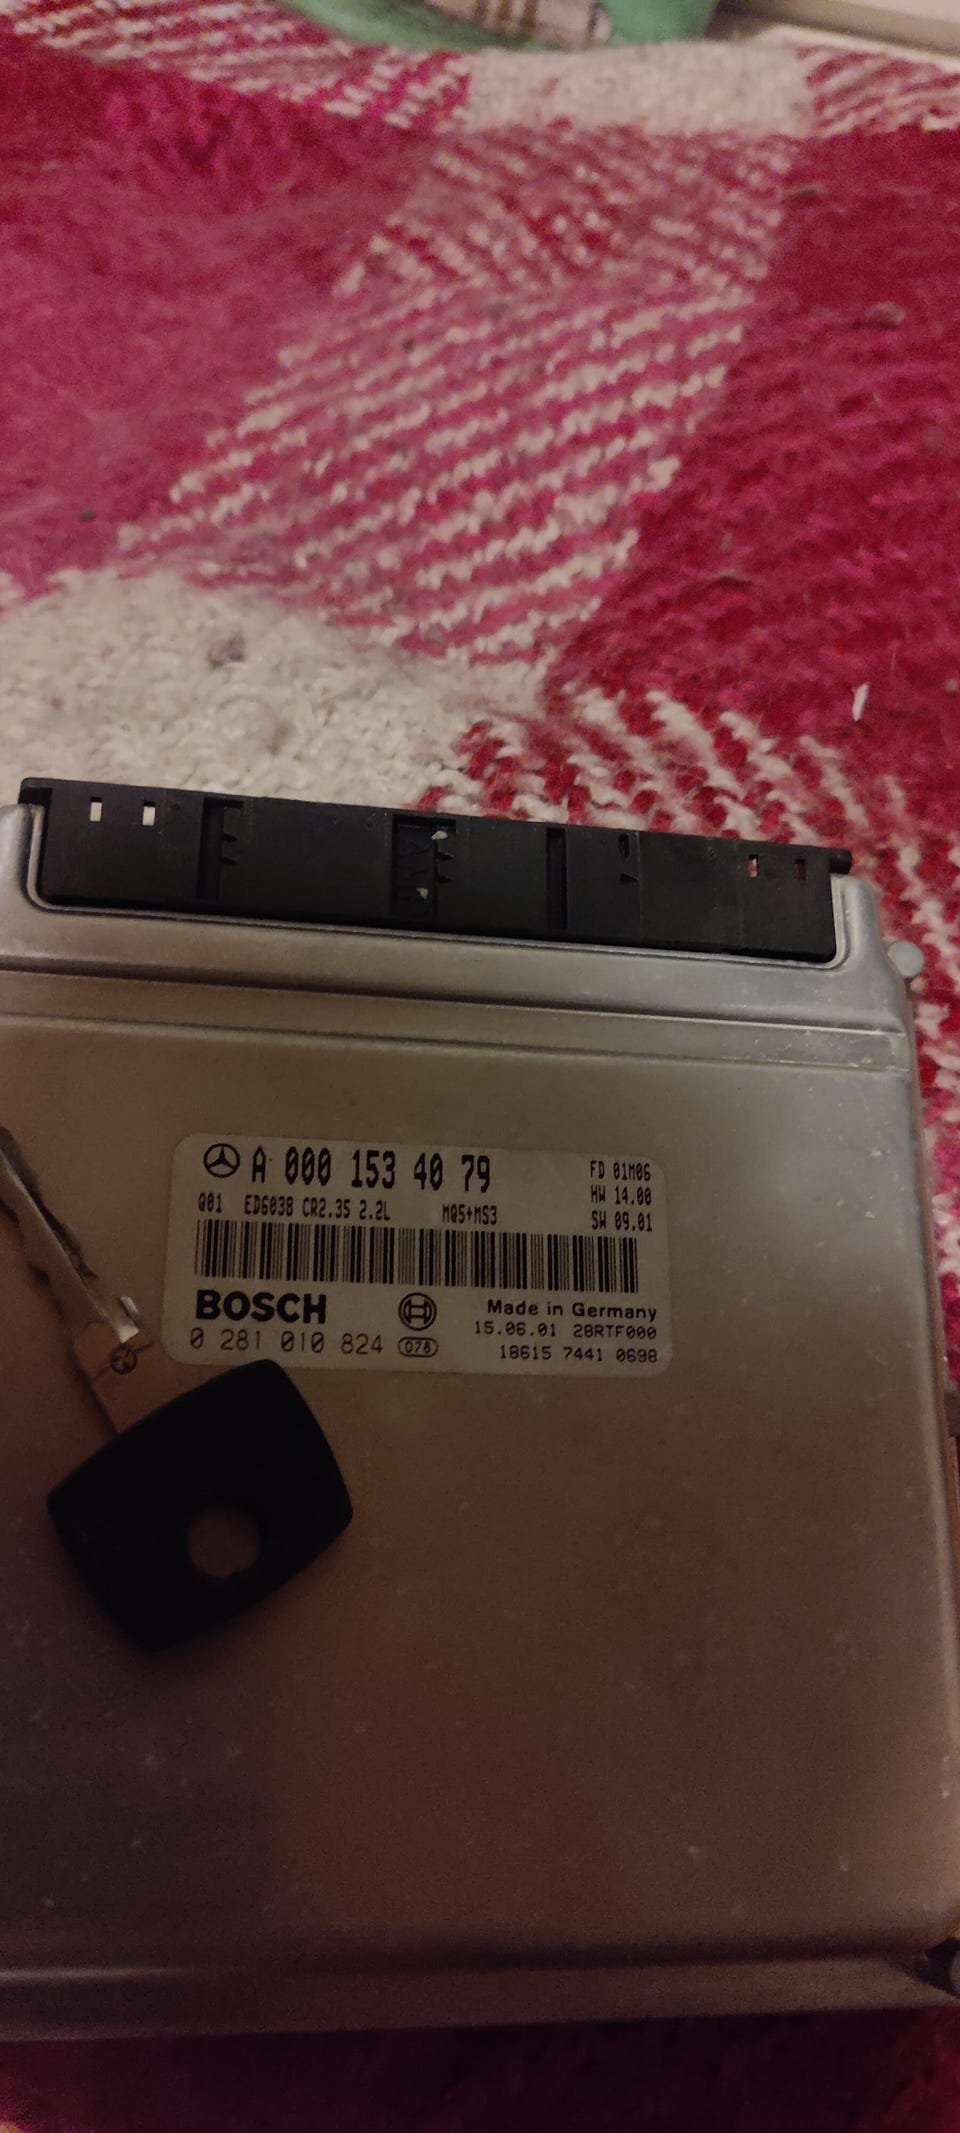 A 000 153 40 79
FD 01M06
HW 14.00
Q01 ED6038 CR2.35 2.2L MQ5+MS3
SW 09.01
BOSCH
Made in Germany
15.06.01 28RTF000
0 281 010 824 078
18615 7441 0698